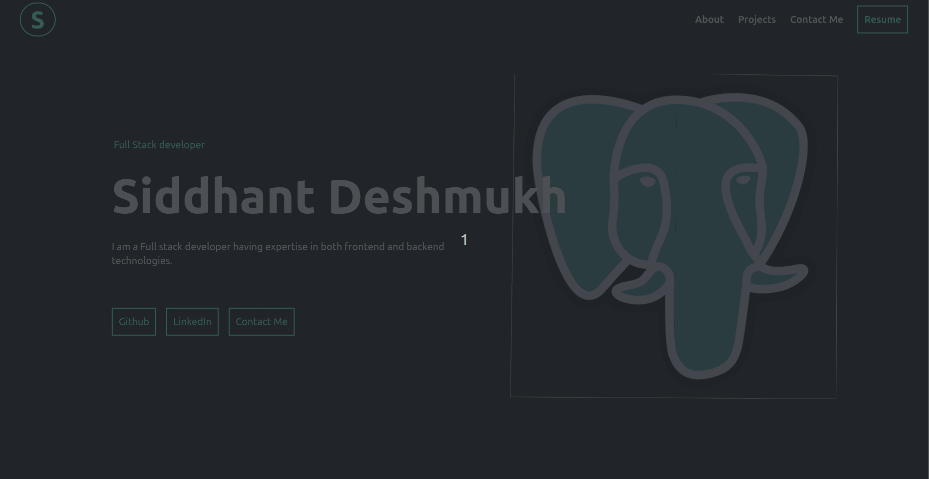 S
About Projects Contact Me Resume
Full Stack developer
Siddhant Deshmukh
1
I am a Full stack developer having expertise in both frontend and backend
technologies.
Github LinkedIn Contact Me